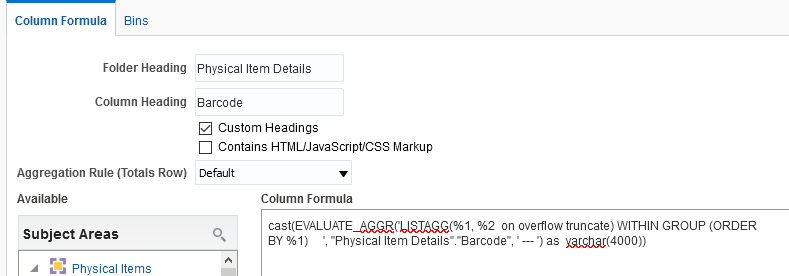 Column Formula Bins
Folder Heading Physical Item Details
Column Heading Barcode
Custom Headings
Contains HTML/JavaScript/CSS Markup
Aggregation Rule (Totals Row) Default
Available Column Formula
Subject Areas
Physical Items
cast(EVALUATE_AGGR('LISTAGG(%1, %2 on overflow truncate) WITHIN GROUP (ORDER
BY %1) ', "Physical Item Details"."Barcode", ' --- ') as varchar(4000))